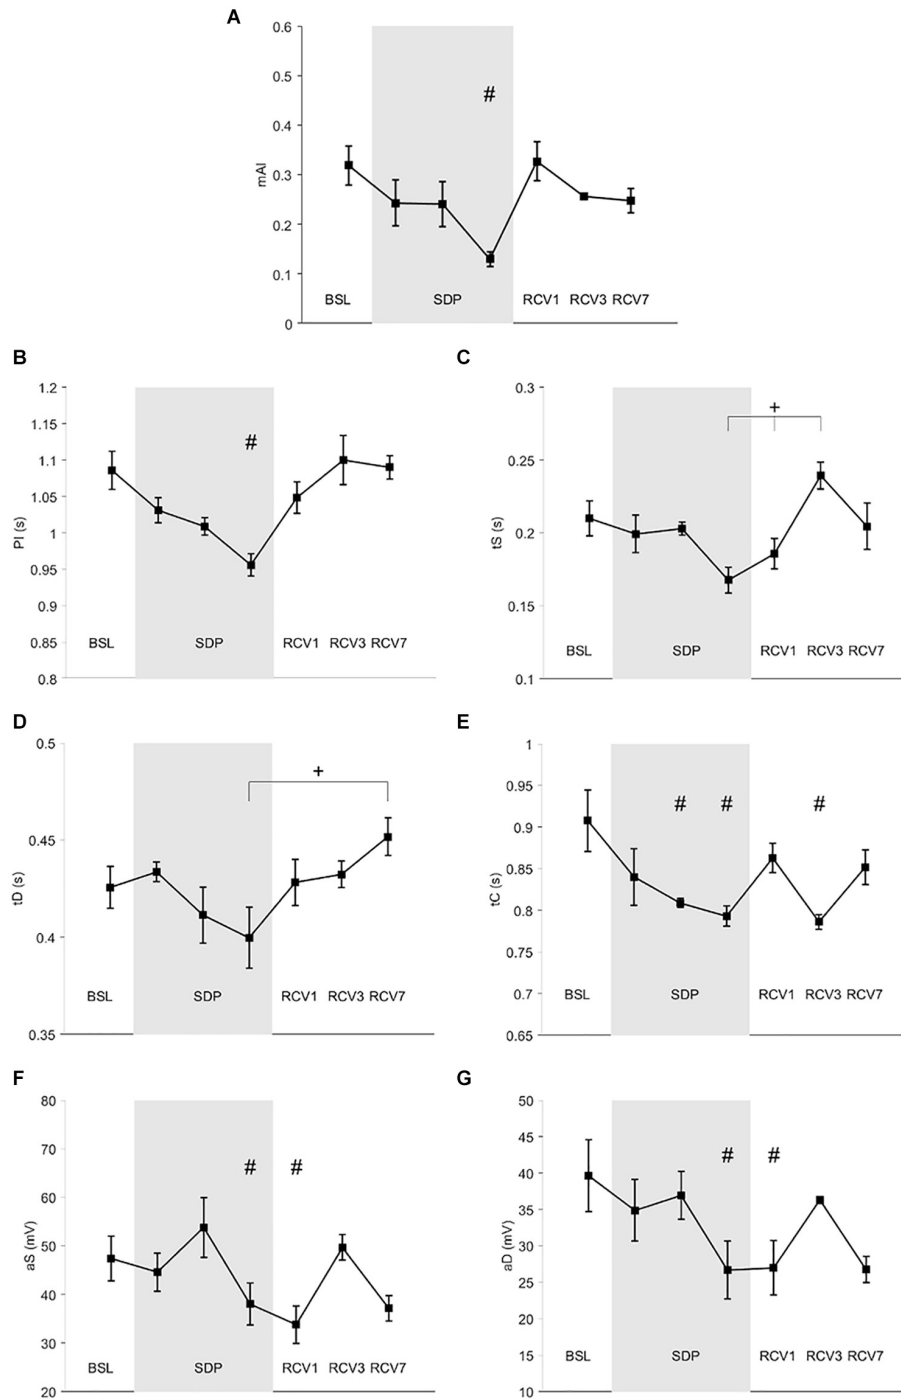 A
0.6
0.5
#
0.4
mAI
0.3
0.2
0.1
BSL SDP RCV1 RCV3 RCV7
0
B
1.2
1.15
#
1.1
1.05
PI (s)
1
0.95
0.9
0.85
BSL SDP RCV1 RCV3 RCV7
0.8
C
0.3
+
0.25
tS (s)
0.2
0.15
BSL SDP RCV1 RCV3 RCV7
0.1
D
0.5
+
0.45
tD (s)
0.4
BSL SDP RCV1 RCV3 RCV7
0.35
E
1
0.95
# # #
0.9
0.85
tC (s)
0.8
0.75
0.7
BSL SDP RCV1 RCV3 RCV7
0.65
F
80
70
# #
60
50
aS (mV)
40
30
BSL SDP RCV1 RCV3 RCV7
20
G
50
45
# #
40
35
aD (mV)
30
25
20
15
BSL SDP RCV1 RCV3 RCV7
10